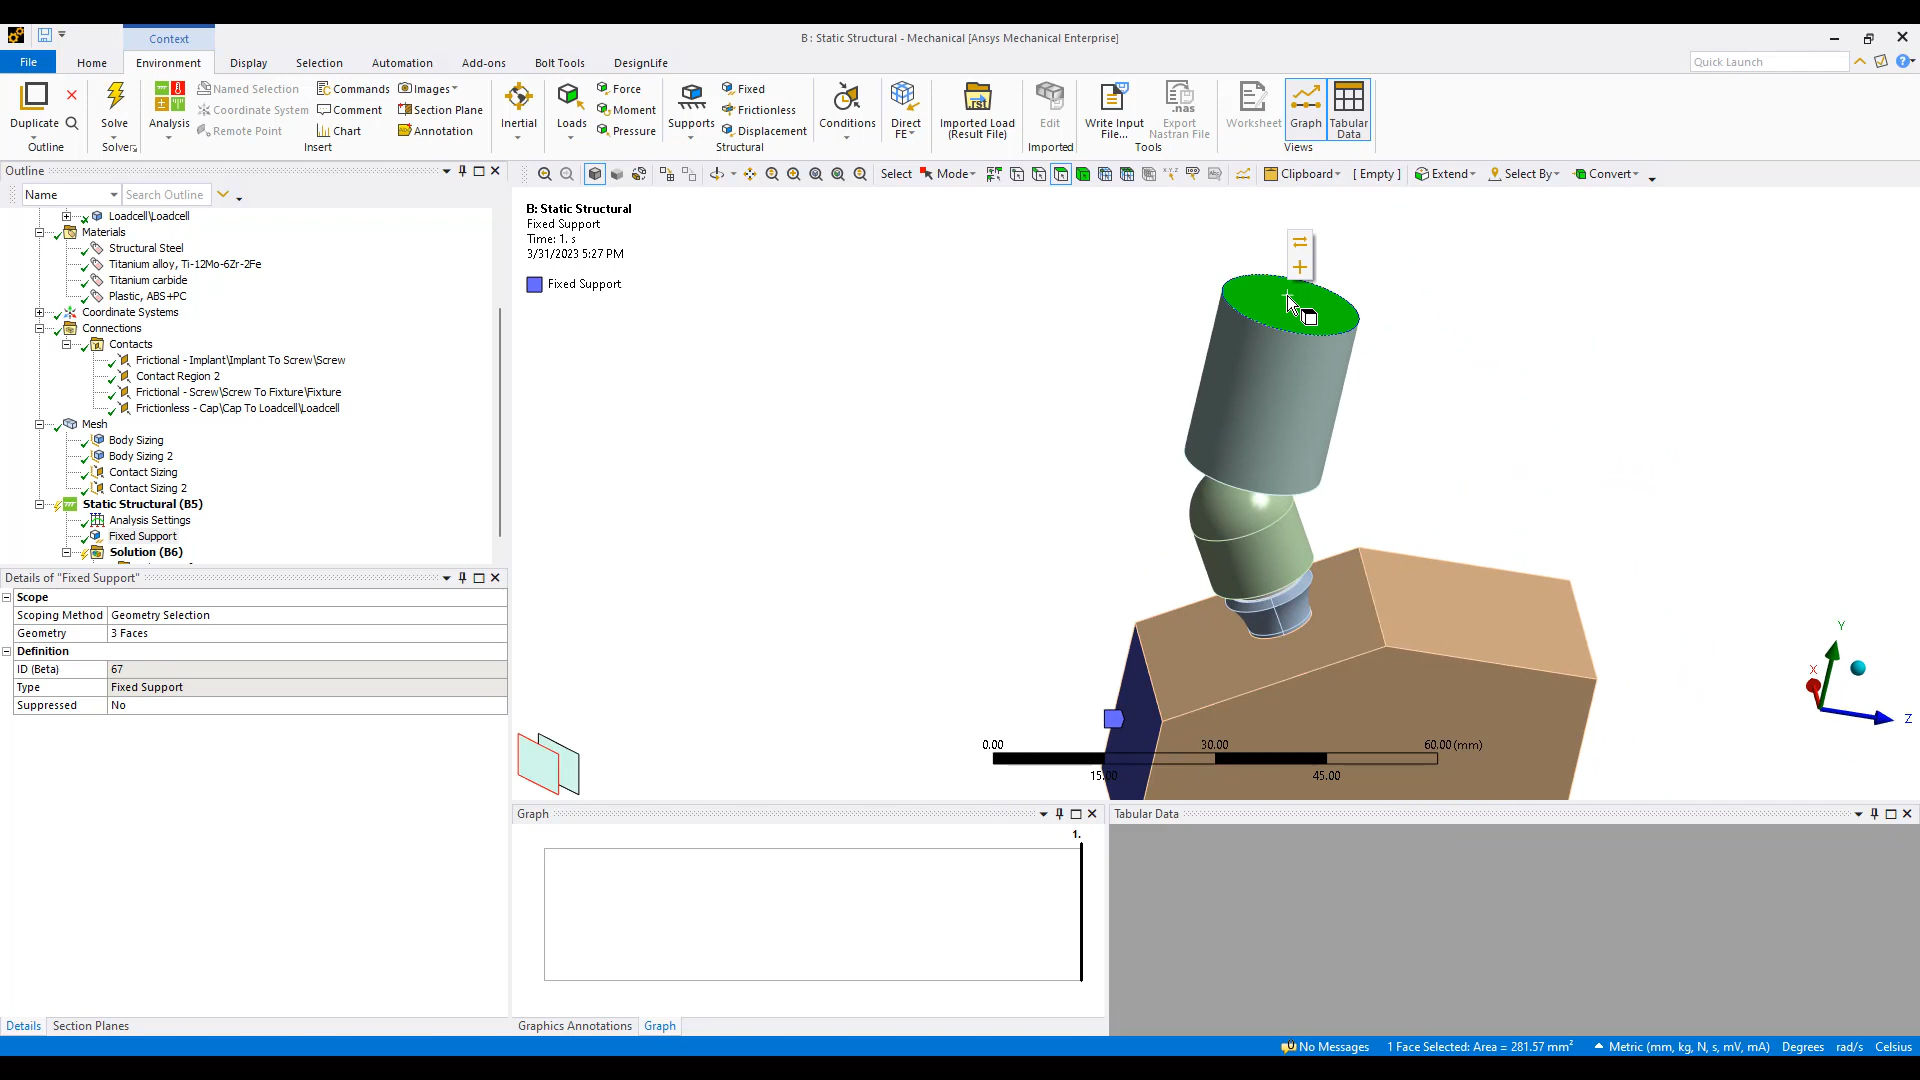 Context
B : Static Structural - Mechanical [Ansys Mechanical Enterprise]
File Home Environment Display Selection Automation Add-ons Bolt Tools DesignLife Quick Launch
Duplicate
Outline
Solve
Solver
Analysis
Named Selection
Coordinate System
Remote Point
Commands
Comment
Chart
Images
Section Plane
Annotation
Insert
Inertial
Loads
Force
Moment
Pressure
Supports
Fixed
Frictionless
Displacement
Structural
Conditions
Direct
FE
Imported Load
(Result File)
Edit
Imported
Write Input
File...
Export
Nastran File
Tools
Worksheet
Graph
Tabular
Data
Views
Outline
Name Search Outline
Select Mode Clipboard [ Empty ] Extend Select By Convert
Loadcell\Loadcell
Materials
Structural Steel
Titanium alloy, Ti-12Mo-6Zr-2Fe
Titanium carbide
Plastic, ABS+PC
Coordinate Systems
Connections
Contacts
Frictional - Implant\Implant To Screw\Screw
Contact Region 2
Frictional - Screw\Screw To Fixture\Fixture
Frictionless - Cap\Cap To Loadcell\Loadcell
Mesh
Body Sizing
Body Sizing 2
Contact Sizing
Contact Sizing 2
Static Structural (B5)
Analysis Settings
Fixed Support
Solution (B6)
Details of "Fixed Support"
Scope
Scoping Method Geometry Selection
Geometry 3 Faces
Definition
ID (Beta) 67
Type Fixed Support
Suppressed No
Details Section Planes
B: Static Structural
Fixed Support
Time: 1. s
3/31/2023 5:27 PM
Fixed Support
Y
X
Z
0.00 30.00 60.00 (mm)
15.00 45.00
Graph
1.
Graphics Annotations Graph
Tabular Data
No Messages 1 Face Selected: Area = 281.57 mm² Metric (mm, kg, N, s, mV, mA) Degrees rad/s Celsius